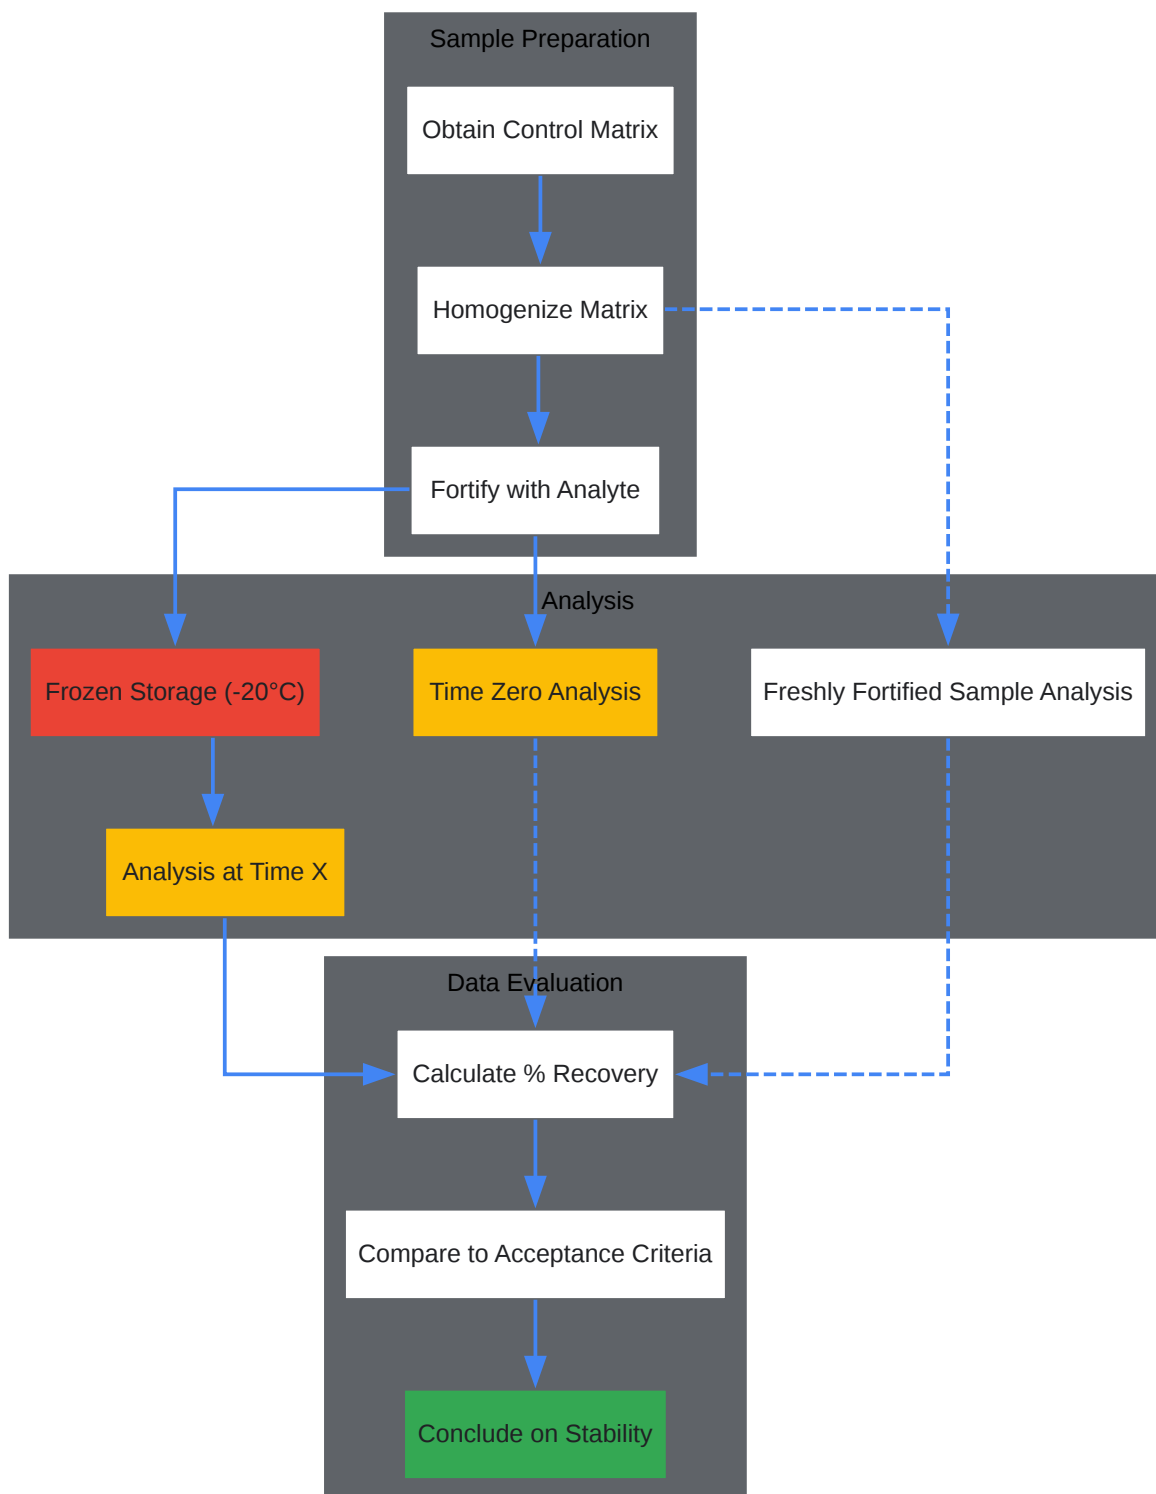 Sample Preparation
Obtain Control Matrix
Homogenize Matrix
Fortify with Analyte
Analysis
Frozen Storage (-20°C)
Time Zero Analysis
Freshly Fortified Sample Analysis
Analysis at Time X
Data Evaluation
Calculate % Recovery
Compare to Acceptance Criteria
Conclude on Stability